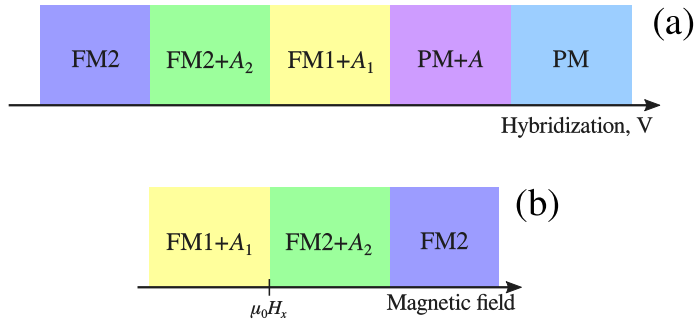 (a)
FM2 FM2+A₂ FM1+A₁ PM+A PM
Hybridization, V
(b)
FM1+A₁ FM2+A₂ FM2
μ₀Hₓ
Magnetic field